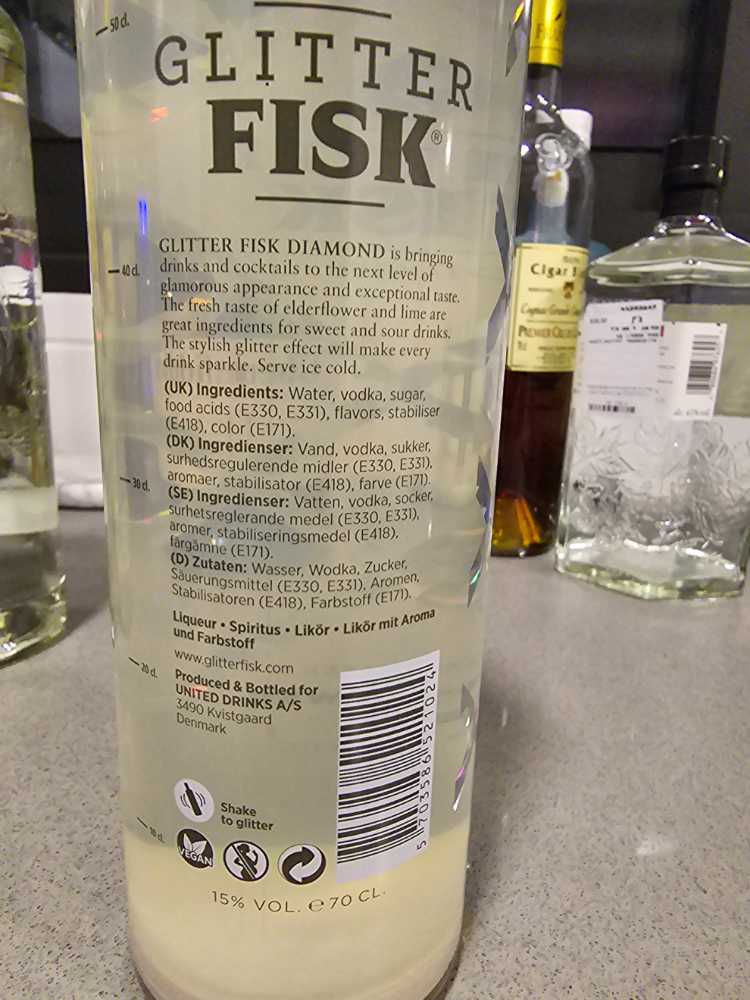 50 cl.
GLITTER
FISK®
GLITTER FISK DIAMOND is bringing
drinks and cocktails to the next level of
glamorous appearance and exceptional taste.
The fresh taste of elderflower and lime are
great ingredients for sweet and sour drinks.
The stylish glitter effect will make every
drink sparkle. Serve ice cold.
40 cl.
(UK) Ingredients: Water, vodka, sugar,
food acids (E330, E331), flavors, stabiliser
(E418), color (E171).
(DK) Ingredienser: Vand, vodka, sukker,
surhedsregulerende midler (E330, E331),
aromaer, stabilisator (E418), farve (E171).
30 cl.
(SE) Ingredienser: Vatten, vodka, socker,
surhetsreglerande medel (E330, E331),
aromer, stabiliseringsmedel (E418),
färgämne (E171).
(D) Zutaten: Wasser, Wodka, Zucker,
Säuerungsmittel (E330, E331), Aromen,
Stabilisatoren (E418), Farbstoff (E171).
Liqueur • Spiritus • Likör • Likör mit Aroma
und Farbstoff
www.glitterfisk.com
20 cl.
Produced & Bottled for
UNITED DRINKS A/S
3490 Kvistgaard
Denmark
5 703586 521024
Shake
to glitter
10 cl.
VEGAN
15% VOL. e 70 CL.
Cigar
PREMIER CRU